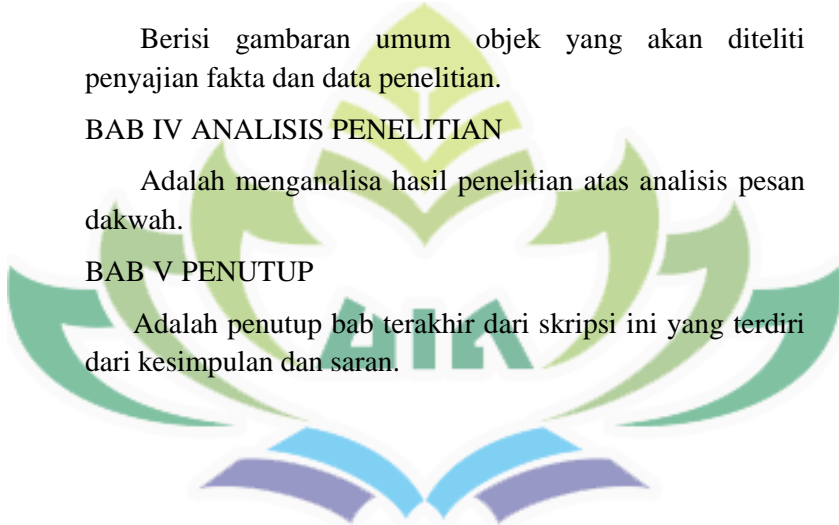 Berisi gambaran umum objek yang akan diteliti
penyajian fakta dan data penelitian.
BAB IV ANALISIS PENELITIAN
Adalah menganalisa hasil penelitian atas analisis pesan
dakwah.
BAB V PENUTUP
Adalah penutup bab terakhir dari skripsi ini yang terdiri
dari kesimpulan dan saran.